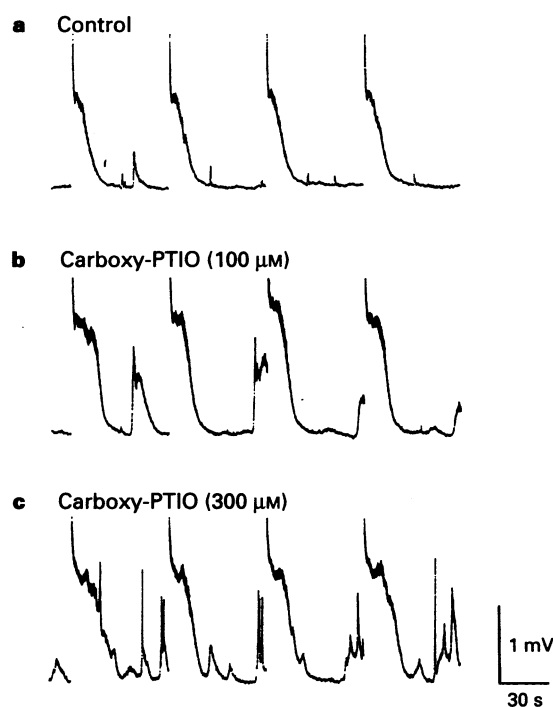 a Control
b Carboxy-PTIO (100 μM)
c Carboxy-PTIO (300 μM)
1 mV
30 s